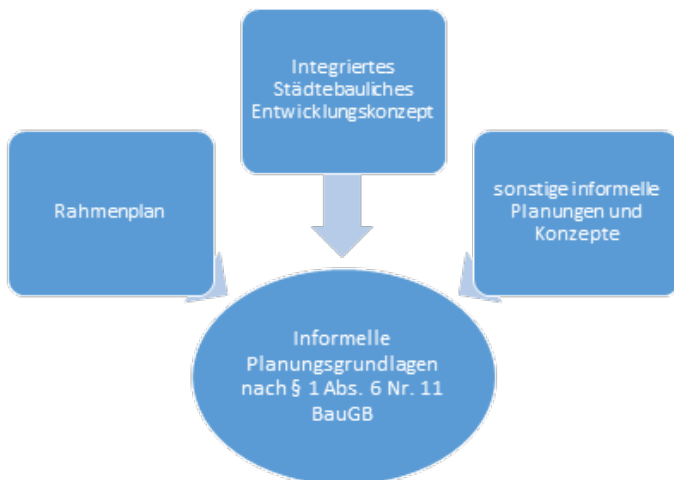 Integriertes
Städtebauliches
Entwicklungskonzept
Rahmenplan
sonstige informelle
Planungen und
Konzepte
Informelle
Planungsgrundlagen
nach § 1 Abs. 6 Nr. 11
BauGB